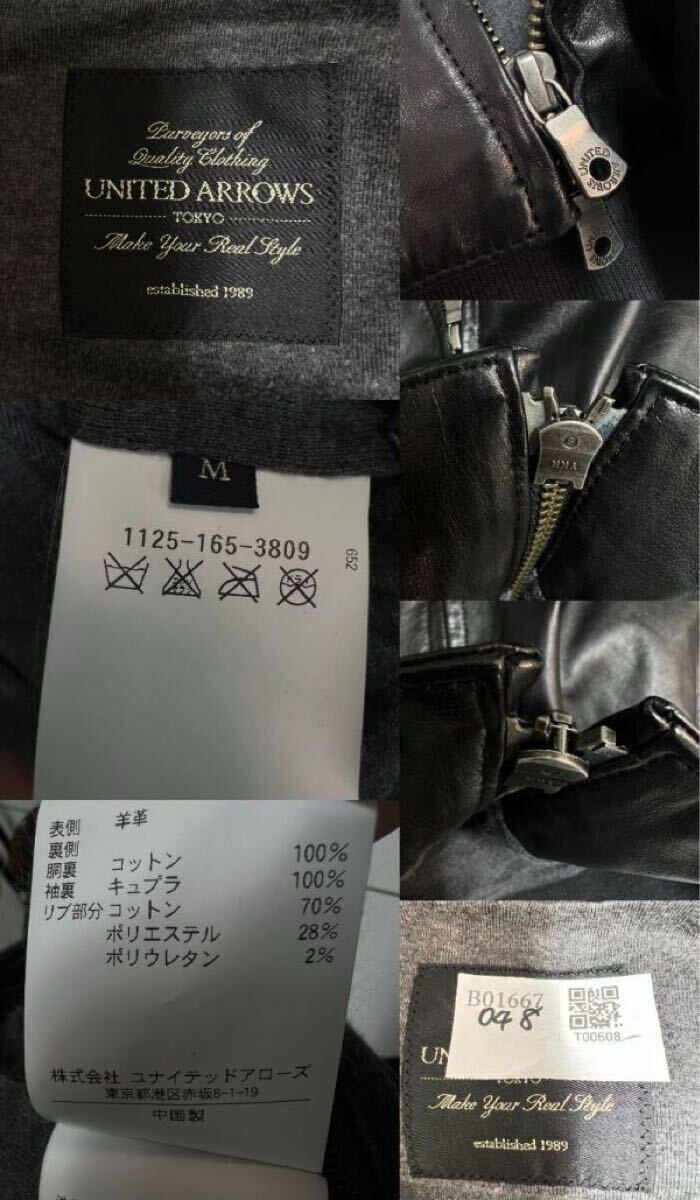 Purveyors of
Quality Clothing
UNITED ARROWS
TOKYO
Make Your Real Style
established 1989
UNITED
ARROWS
M
1125-165-3809
652
YKK
表側 羊革
裏側
胴裏 コットン 100%
袖裏 キュプラ 100%
リブ部分 コットン 70%
ポリエステル 28%
ポリウレタン 2%
株式会社 ユナイテッドアローズ
東京都港区赤坂8-1-19
中国製
B01667
048
T00608
UN
TOKYO
Make Your Real Style
established 1989